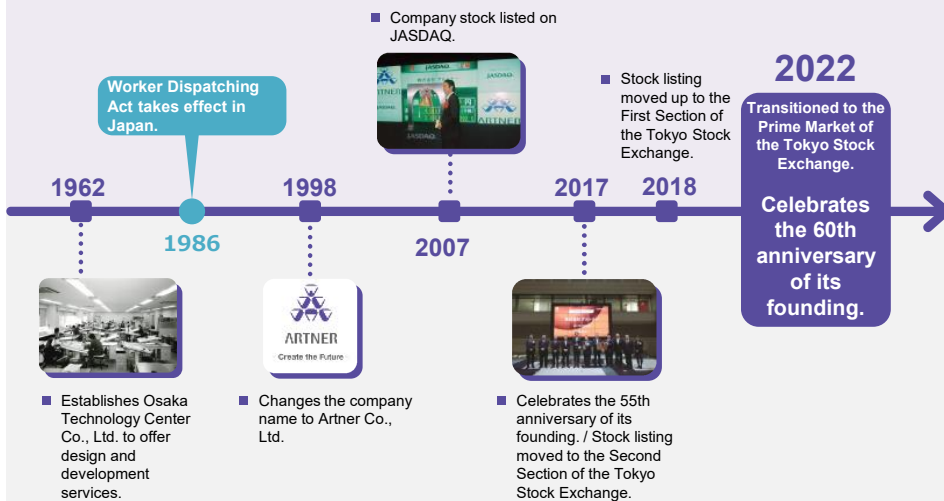 Company stock listed on
JASDAQ.
JASDAQ
ARTNER
JASDAQ
Worker Dispatching
Act takes effect in
Japan.
Stock listing
moved up to the
First Section of
the Tokyo Stock
Exchange.
2022
Transitioned to the
Prime Market of
the Tokyo Stock
Exchange.
Celebrates
the 60th
anniversary
of its
founding.
1962
1986
1998
2007
2017
2018
ARTNER
Create the Future
Establishes Osaka
Technology Center
Co., Ltd. to offer
design and
development
services.
Changes the company
name to Artner Co.,
Ltd.
Celebrates the 55th
anniversary of its
founding. / Stock listing
moved to the Second
Section of the Tokyo
Stock Exchange.